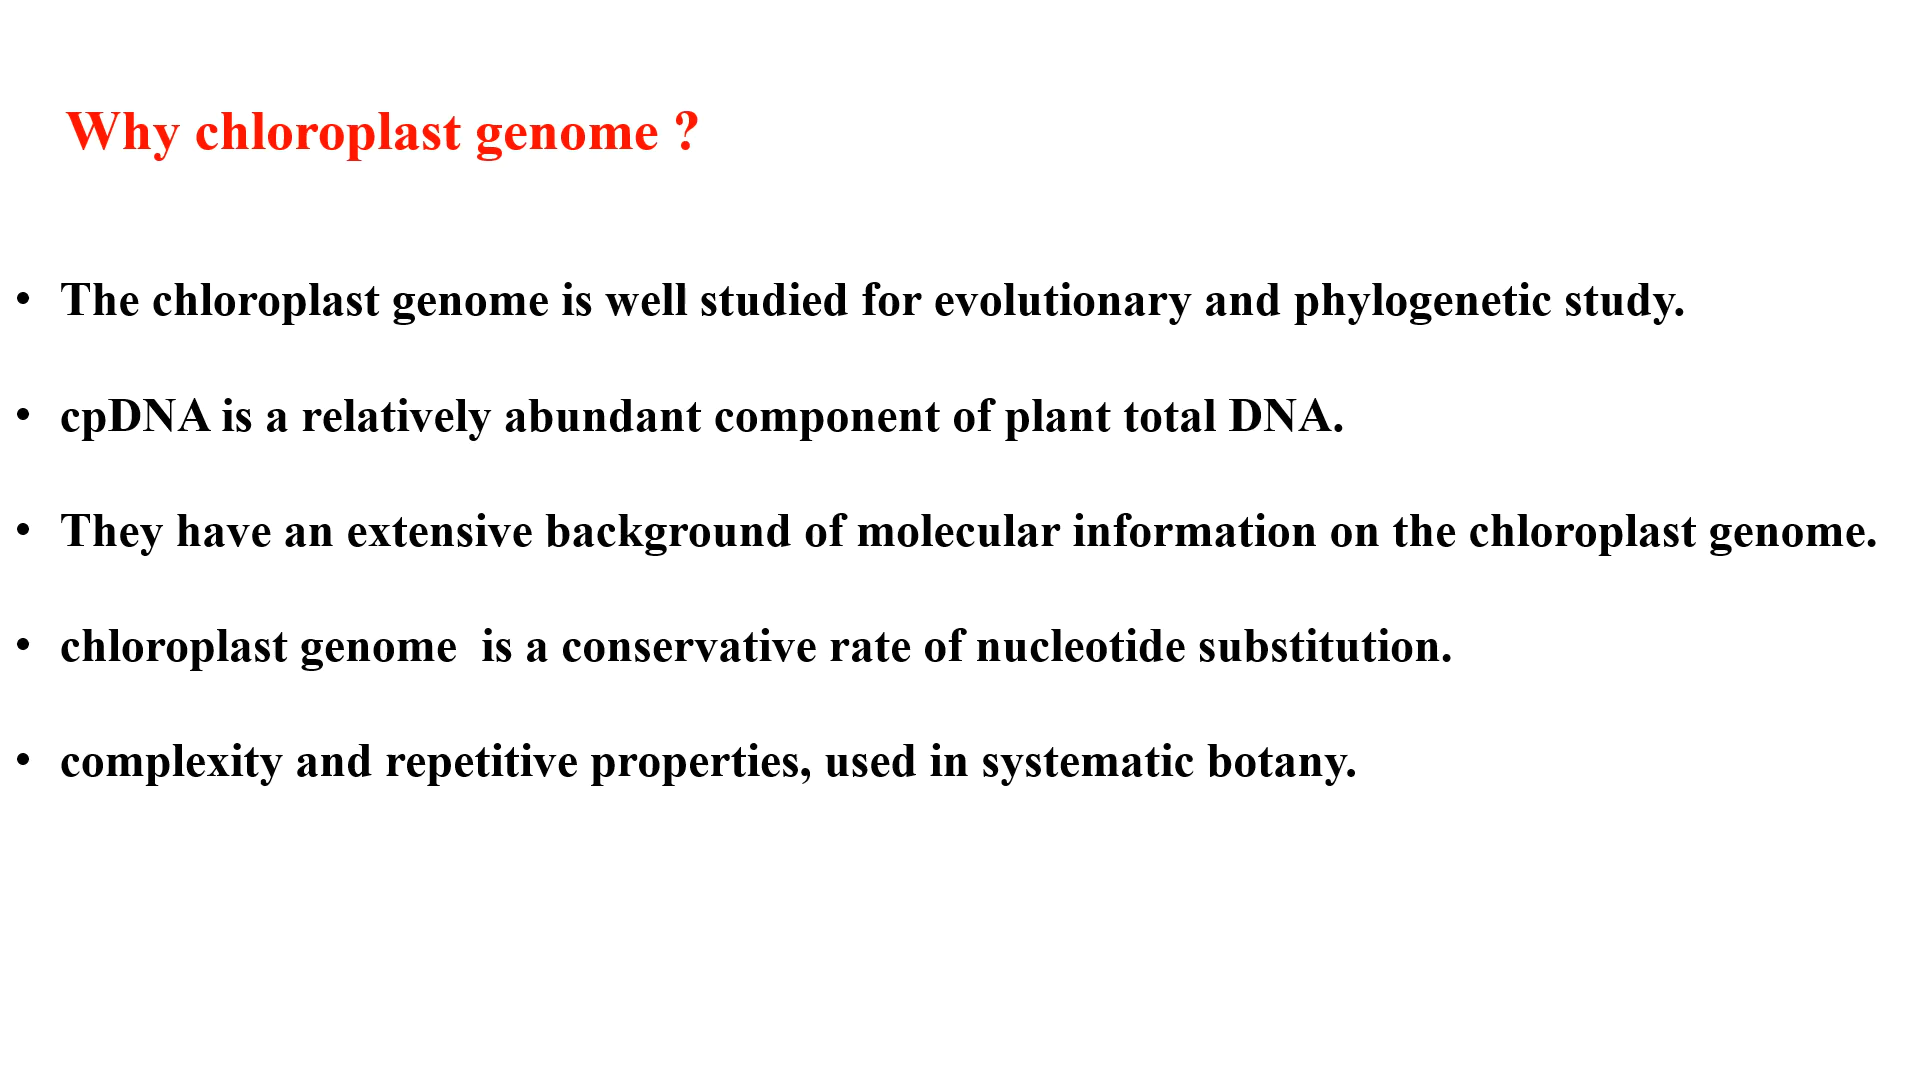 Why chloroplast genome ?
• The chloroplast genome is well studied for evolutionary and phylogenetic study.
• cpDNA is a relatively abundant component of plant total DNA.
• They have an extensive background of molecular information on the chloroplast genome.
• chloroplast genome  is a conservative rate of nucleotide substitution.
• complexity and repetitive properties, used in systematic botany.